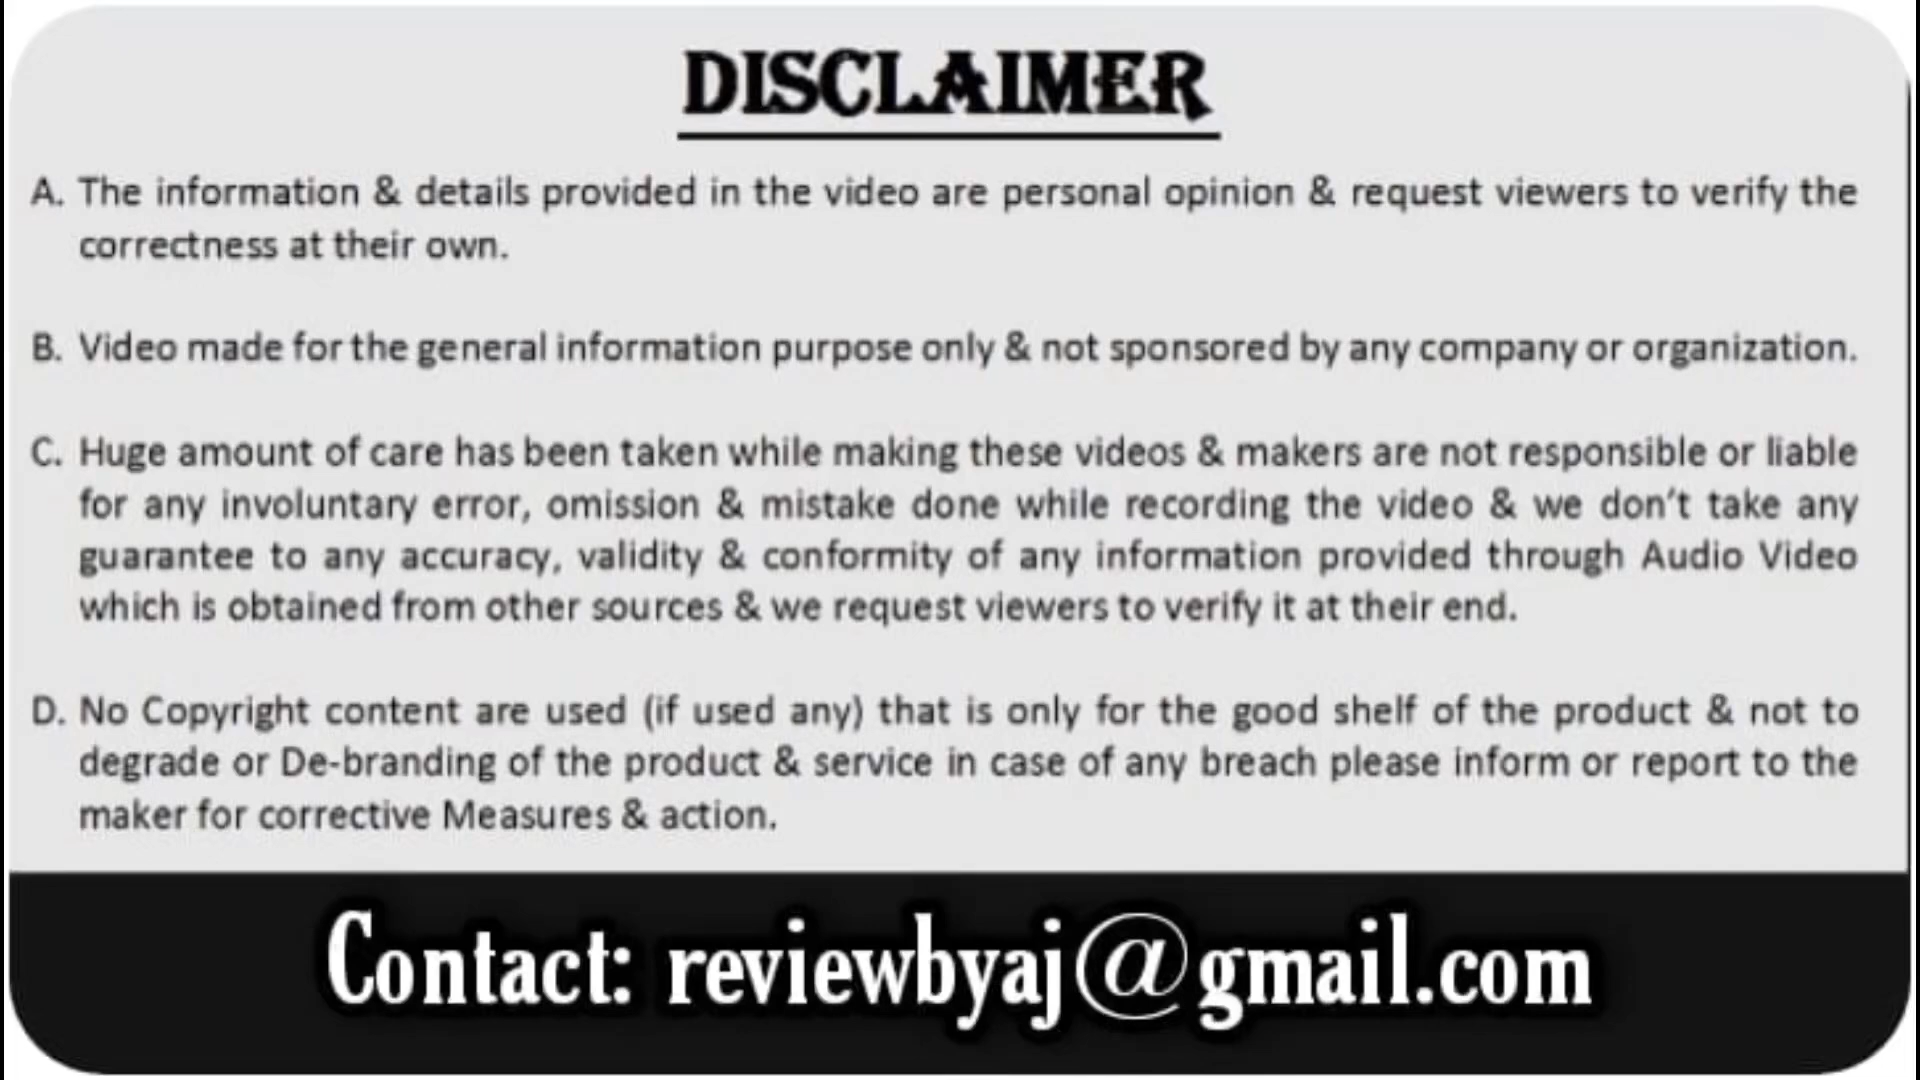 DISCLAIMER
A. The information & details provided in the video are personal opinion & request viewers to verify the
correctness at their own.
B. Video made for the general information purpose only & not sponsored by any company or organization.
C. Huge amount of care has been taken while making these videos & makers are not responsible or liable
for any involuntary error, omission & mistake done while recording the video & we don't take any
guarantee to any accuracy, validity & conformity of any information provided through Audio Video
which is obtained from other sources & we request viewers to verify it at their end.
D. No Copyright content are used (if used any) that is only for the good shelf of the product & not to
degrade or De-branding of the product & service in case of any breach please inform or report to the
maker for corrective Measures & action.
Contact: reviewbyaj@gmail.com